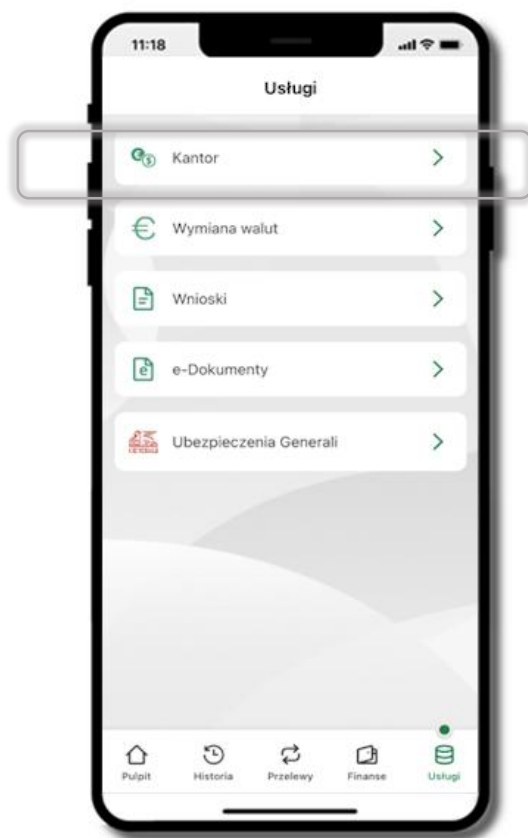 11:18
Usługi
Kantor
Wymiana walut
Wnioski
e-Dokumenty
Ubezpieczenia Generali
Pulpit
Historia
Przelewy
Finanse
Usługi